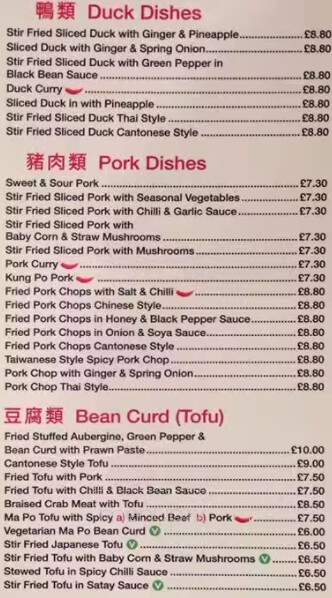 鴨類 Duck Dishes
Stir Fried Sliced Duck with Ginger & Pineapple £8.80
Sliced Duck with Ginger & Spring Onion £8.80
Stir Fried Sliced Duck with Green Pepper in
Black Bean Sauce £8.80
Duck Curry £8.80
Sliced Duck in with Pineapple £8.80
Stir Fried Sliced Duck Thai Style £8.80
Stir Fried Sliced Duck Cantonese Style £8.80
豬肉類 Pork Dishes
Sweet & Sour Pork £7.30
Stir Fried Sliced Pork with Seasonal Vegetables £7.30
Stir Fried Sliced Pork with Chilli & Garlic Sauce £7.30
Stir Fried Sliced Pork with
Baby Corn & Straw Mushrooms £7.30
Stir Fried Sliced Pork with Mushrooms £7.30
Pork Curry £7.30
Kung Po Pork £7.30
Fried Pork Chops with Salt & Chilli £8.80
Fried Pork Chops Chinese Style £8.80
Fried Pork Chops in Honey & Black Pepper Sauce £8.80
Fried Pork Chops in Onion & Soya Sauce £8.80
Fried Pork Chops Cantonese Style £8.80
Taiwanese Style Spicy Pork Chop £8.80
Pork Chop with Ginger & Spring Onion £8.80
Pork Chop Thai Style £8.80
豆腐類 Bean Curd (Tofu)
Fried Stuffed Aubergine, Green Pepper &
Bean Curd with Prawn Paste £10.00
Cantonese Style Tofu £9.00
Fried Tofu with Pork £7.50
Fried Tofu with Chilli & Black Bean Sauce £7.50
Braised Crab Meat with Tofu £8.50
Ma Po Tofu with Spicy a) Minced Beef b) Pork £7.50
Vegetarian Ma Po Bean Curd V £6.00
Stir Fried Japanese Tofu V £6.50
Stir Fried Tofu with Baby Corn & Straw Mushrooms V £6.50
Stewed Tofu in Spicy Chilli Sauce £6.50
Stir Fried Tofu in Satay Sauce V £6.50